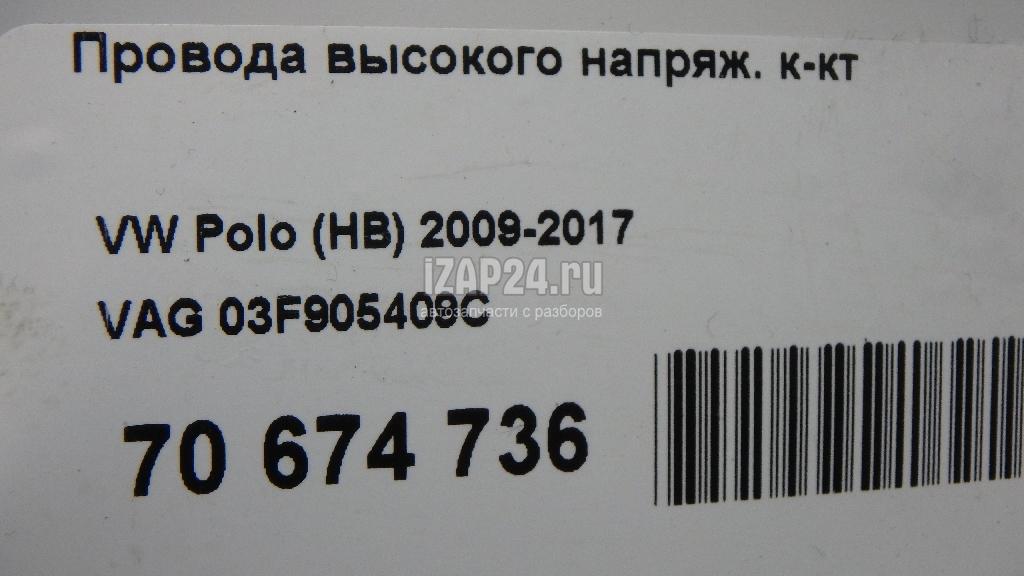 Провода высокого напряж. к-кт
VW Polo (HB) 2009-2017
iZAP24.ru
VAG 03F905409C
автозапчасти с разборов
70 674 736